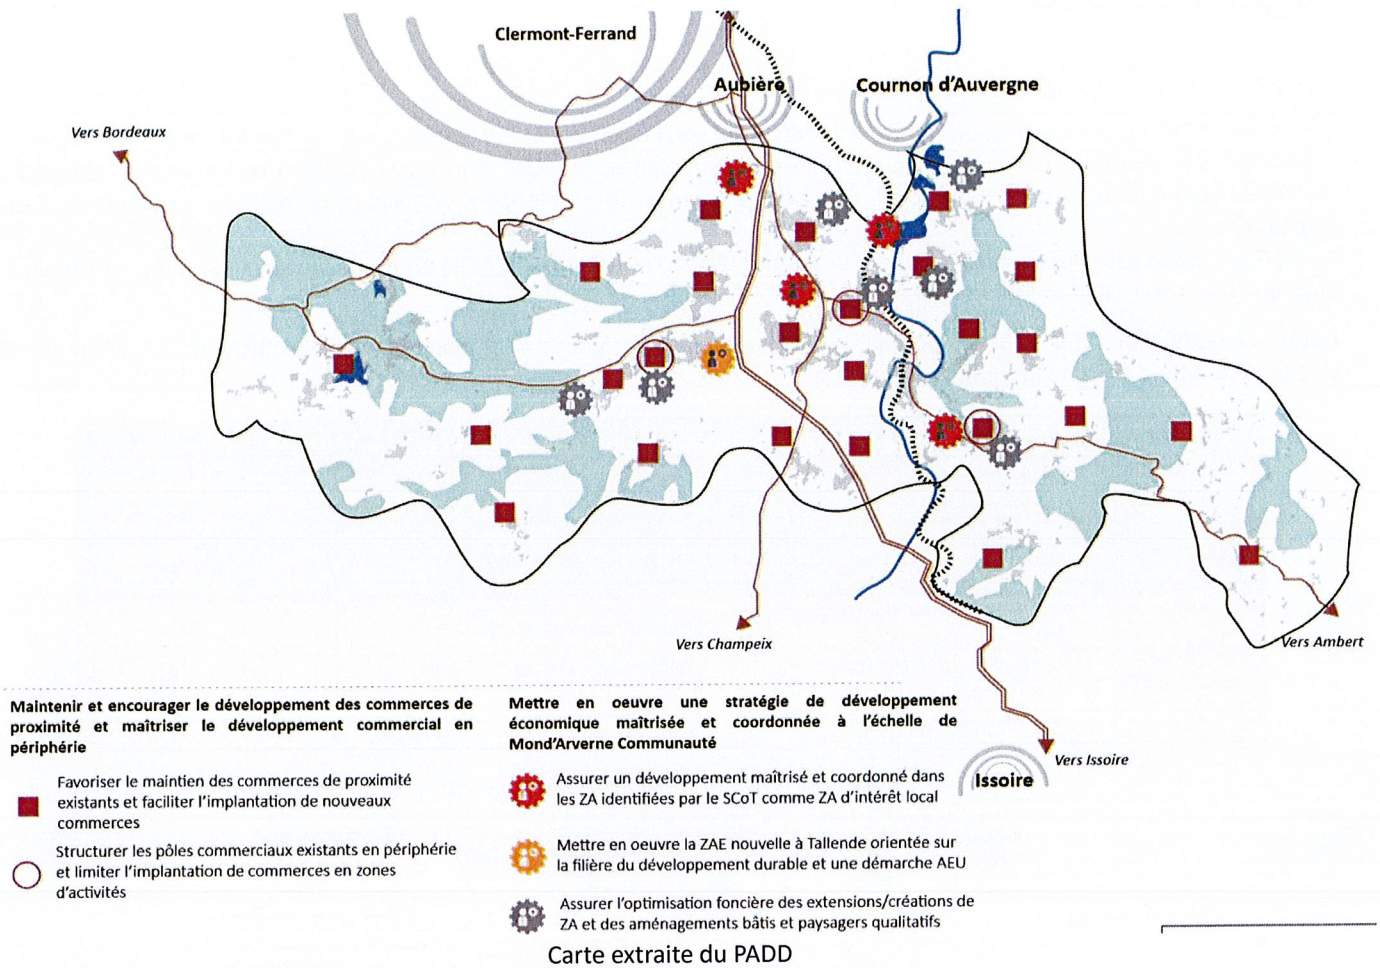 Clermont-Ferrand
Aubière
Cournon d'Auvergne
Vers Bordeaux
Vers Champeix
Vers Ambert
Vers Issoire
Issoire
Maintenir et encourager le développement des commerces de
proximité et maîtriser le développement commercial en
périphérie
Favoriser le maintien des commerces de proximité
existants et faciliter l'implantation de nouveaux
commerces
Structurer les pôles commerciaux existants en périphérie
et limiter l'implantation de commerces en zones
d'activités
Mettre en oeuvre une stratégie de développement
économique maîtrisée et coordonnée à l'échelle de
Mond'Arverne Communauté
Assurer un développement maîtrisé et coordonné dans
les ZA identifiées par le SCoT comme ZA d'intérêt local
Mettre en oeuvre la ZAE nouvelle à Tallende orientée sur
la filière du développement durable et une démarche AEU
Assurer l'optimisation foncière des extensions/créations de
ZA et des aménagements bâtis et paysagers qualitatifs
Carte extraite du PADD